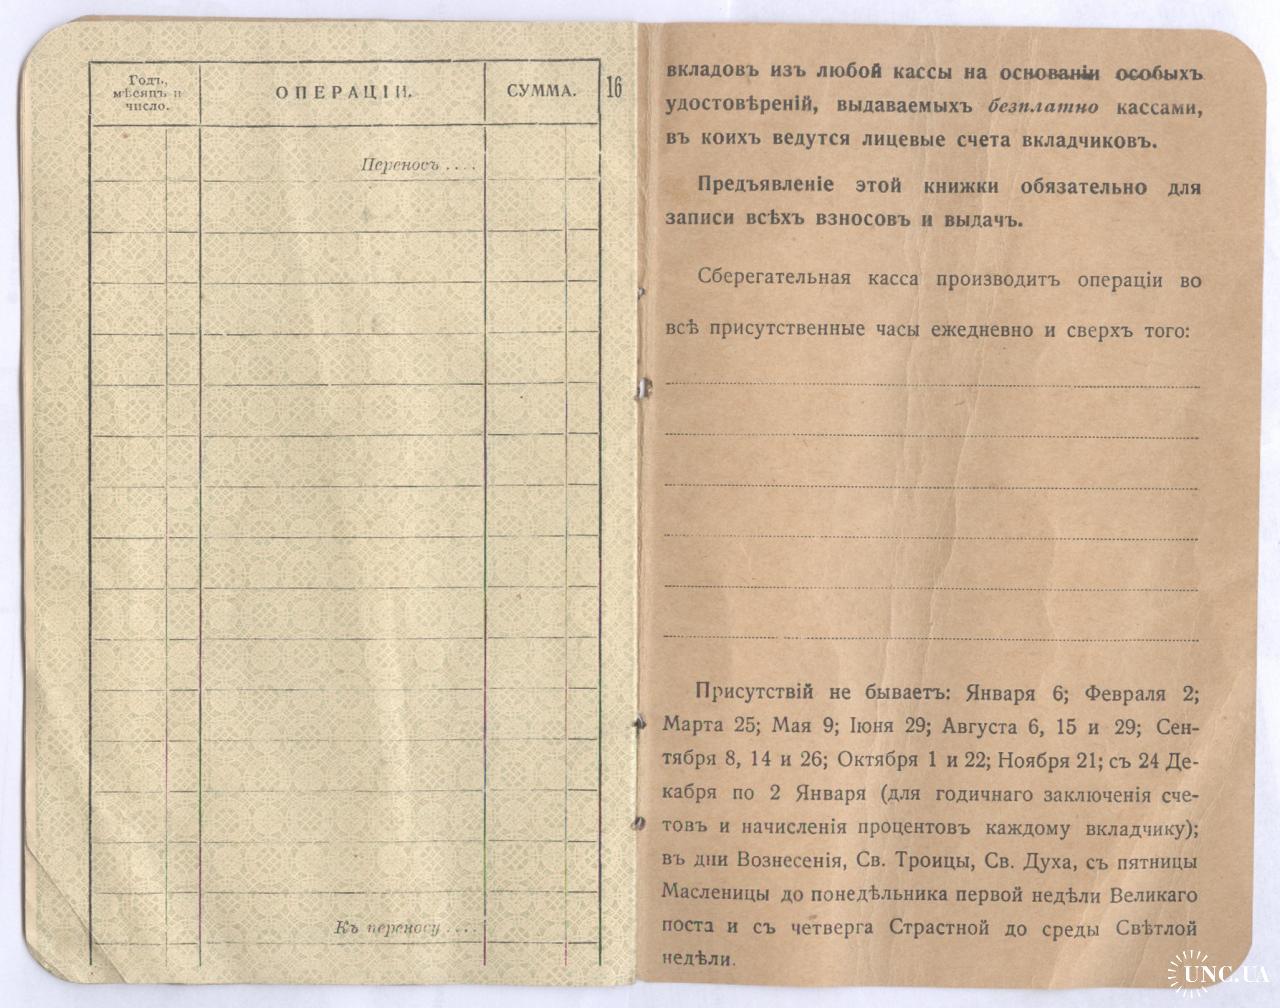 Годъ,
мѣсяцъ и
число.
ОПЕРАЦІИ.
СУММА.
16
Переносъ ....
Къ переносу ....
вкладовъ изъ любой кассы на основаніи особыхъ
удостовѣреній, выдаваемыхъ безплатно кассами,
въ коихъ ведутся лицевые счета вкладчиковъ.
Предъявленіе этой книжки обязательно для
записи всѣхъ взносовъ и выдачъ.
Сберегательная касса производитъ операціи во
всѣ присутственные часы ежедневно и сверхъ того:
Присутствій не бываетъ: Января 6; Февраля 2;
Марта 25; Мая 9; Іюня 29; Августа 6, 15 и 29; Сен-
тября 8, 14 и 26; Октября 1 и 22; Ноября 21; съ 24 Де-
кабря по 2 Января (для годичнаго заключенія сче-
товъ и начисленія процентовъ каждому вкладчику);
въ дни Вознесенія, Св. Троицы, Св. Духа, съ пятницы
Масленицы до понедѣльника первой недѣли Великаго
поста и съ четверга Страстной до среды Свѣтлой
недѣли.
UNC.UA